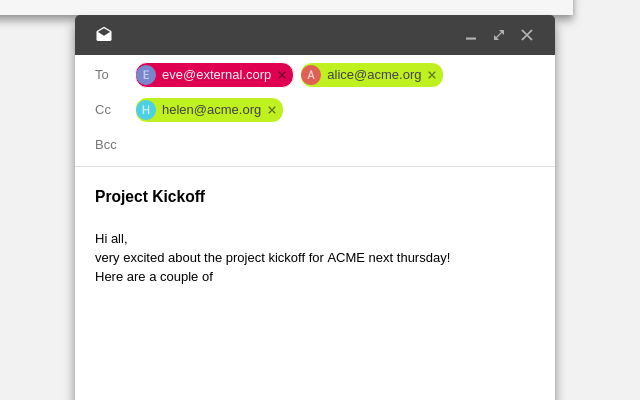 To E eve@external.corp × A alice@acme.org ×
Cc H helen@acme.org ×
Bcc
Project Kickoff
Hi all,
very excited about the project kickoff for ACME next thursday!
Here are a couple of